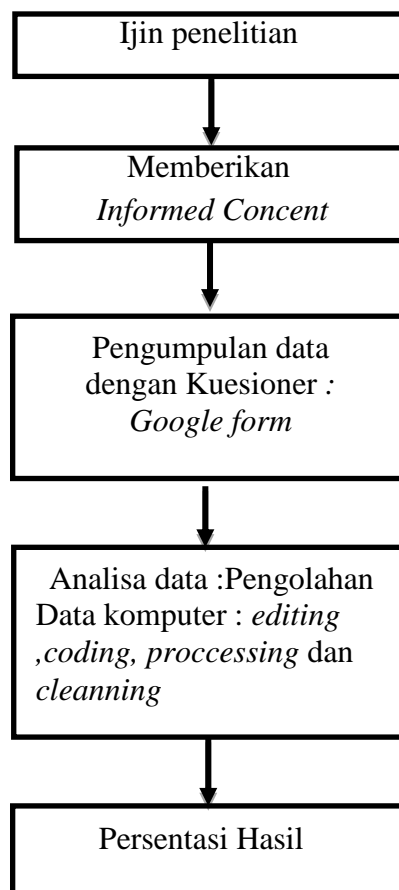 Ijin penelitian
Memberikan
Informed Concent
Pengumpulan data
dengan Kuesioner :
Google form
Analisa data :Pengolahan
Data komputer : editing
,coding, proccessing dan
cleanning
Persentasi Hasil